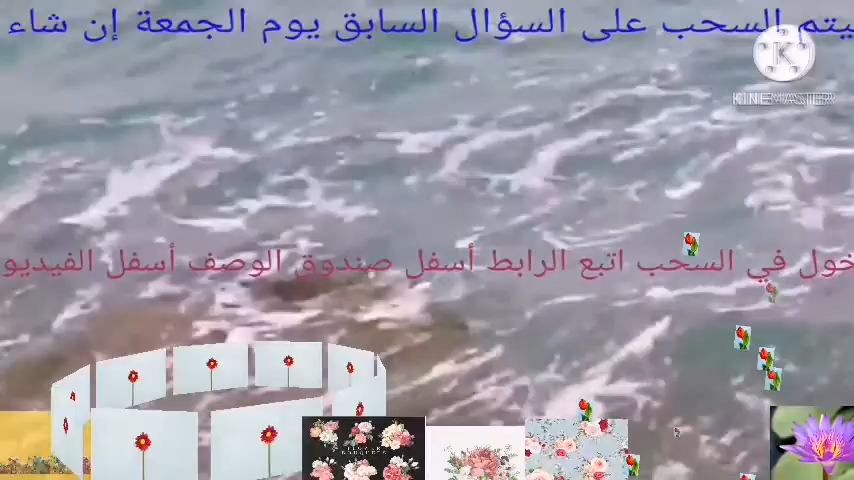 يتم السحب على السؤال السابق يوم الجمعة إن شاء
KINEMASTER
خول في السحب اتبع الرابط أسفل صندوق الوصف أسفل الفيديو